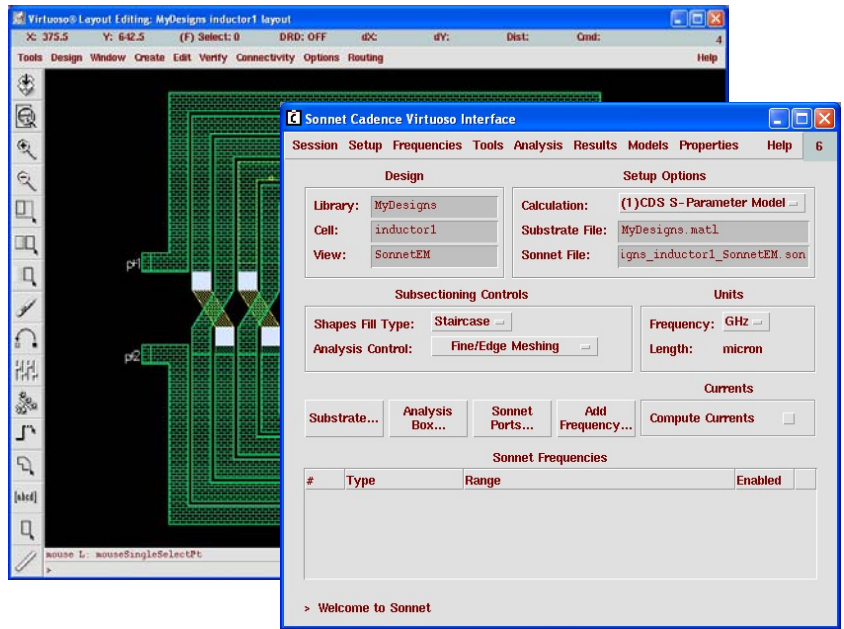 Virtuoso® Layout Editing: MyDesigns inductor1 layout
X: 375.5 Y: 642.5 (F) Select: 0 DRD: OFF dX: dY: Dist: Cmd: 4
Tools Design Window Create Edit Verify Connectivity Options Routing Help
prt1
prt2
[abcd]
mouse L: mouseSingleSelectPt
>
Sonnet Cadence Virtuoso Interface
Session Setup Frequencies Tools Analysis Results Models Properties Help 6
Design Setup Options
Library: MyDesigns Calculation: (1)CDS S-Parameter Model
Cell: inductor1 Substrate File: MyDesigns.matl
View: SonnetEM Sonnet File: igns_inductor1_SonnetEM.son
Subsectioning Controls Units
Shapes Fill Type: Staircase Frequency: GHz
Analysis Control: Fine/Edge Meshing Length: micron
Currents
Substrate... Analysis Box... Sonnet Ports... Add Frequency... Compute Currents
Sonnet Frequencies
# Type Range Enabled
> Welcome to Sonnet